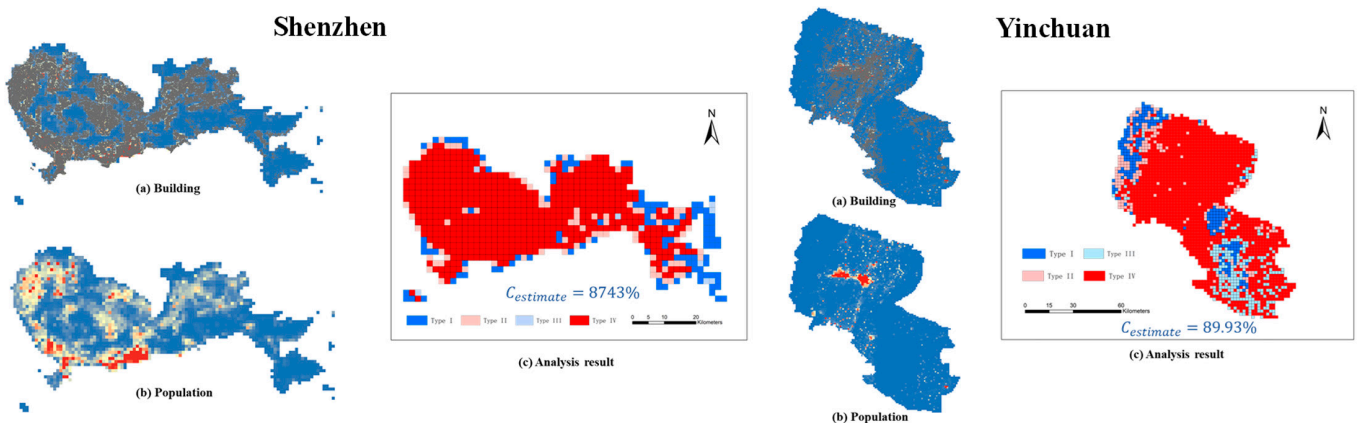 Shenzhen
(a) Building
(b) Population
N
C_estimate = 8743%
Type I
Type II
Type III
Type IV
0 5 10 20
Kilometers
(c) Analysis result
Yinchuan
(a) Building
(b) Population
N
Type I
Type III
Type II
Type IV
0 15 30 60
Kilometers
C_estimate = 89.93%
(c) Analysis result